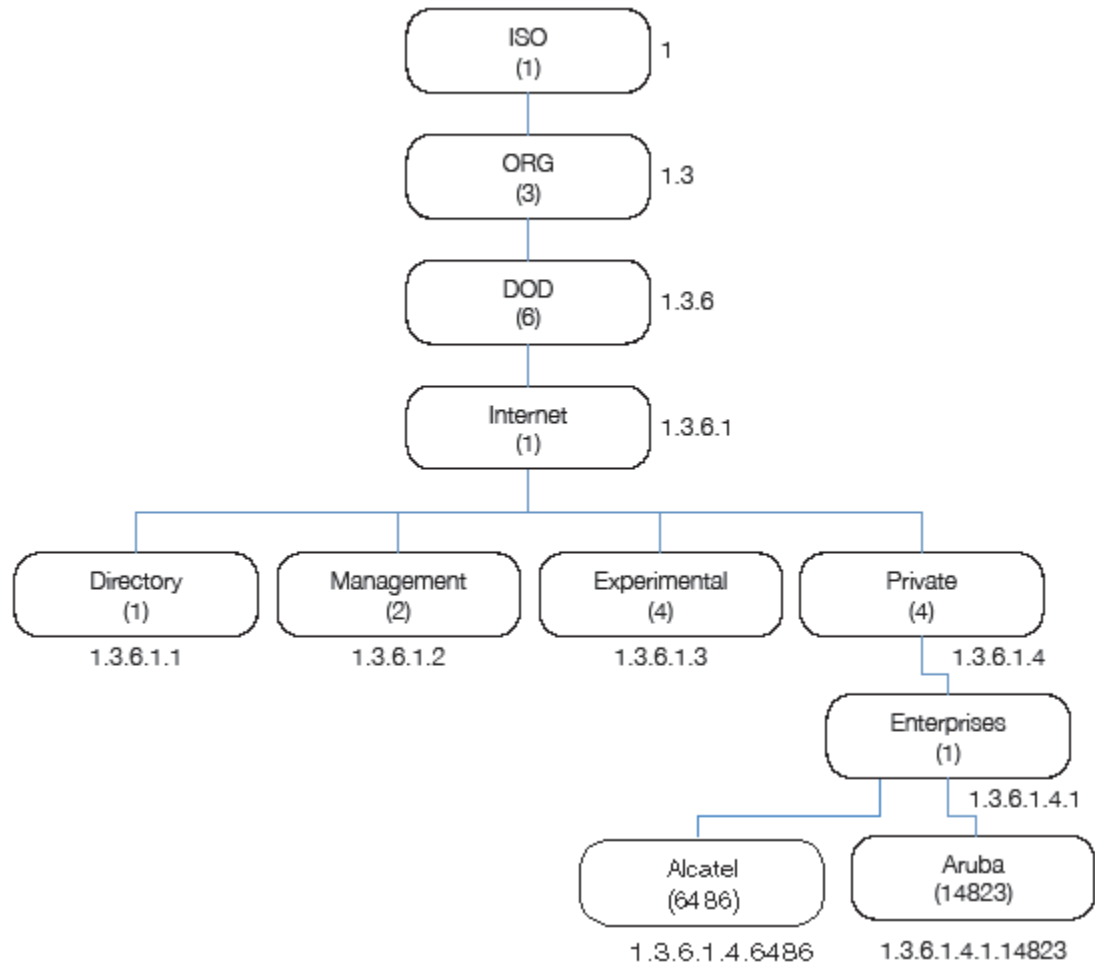 ISO
(1)
1
ORG
(3)
1.3
DOD
(6)
1.3.6
Internet
(1)
1.3.6.1
Directory
(1)
1.3.6.1.1
Management
(2)
1.3.6.1.2
Experimental
(4)
1.3.6.1.3
Private
(4)
1.3.6.1.4
Enterprises
(1)
1.3.6.1.4.1
Alcatel
(6486)
1.3.6.1.4.6486
Aruba
(14823)
1.3.6.1.4.1.14823